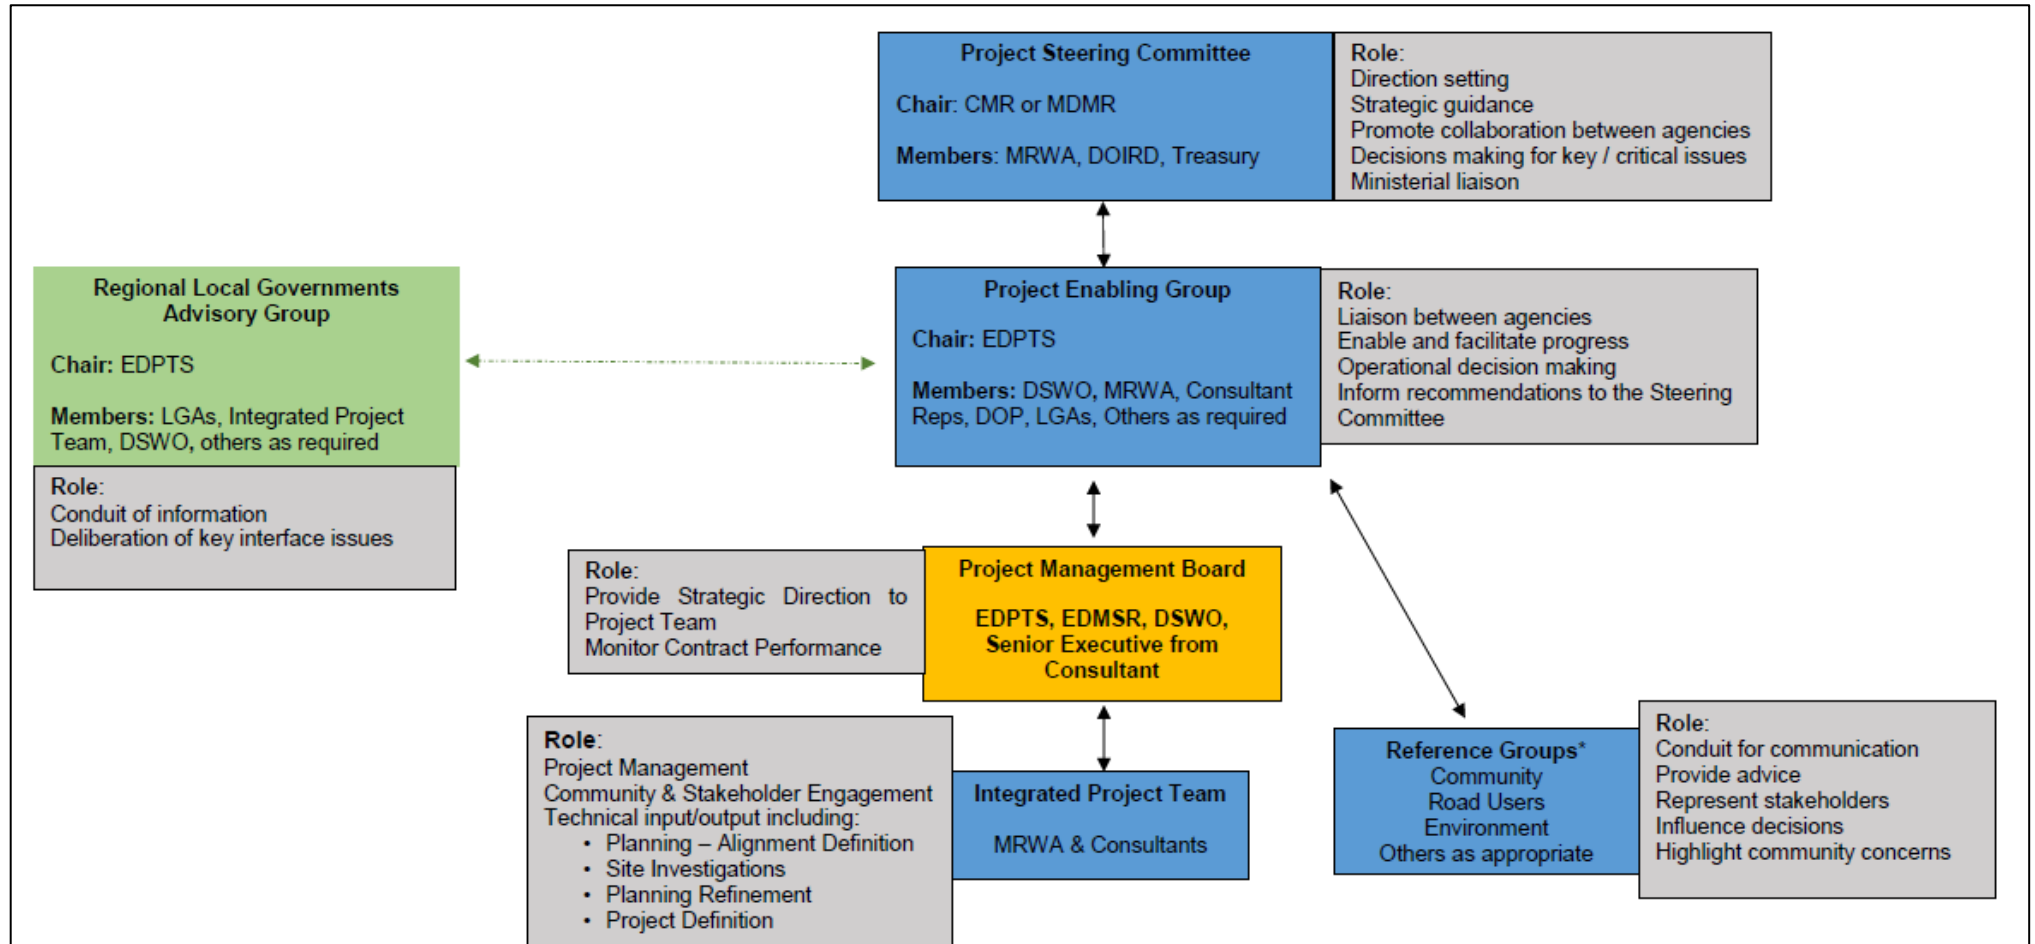 Project Steering Committee
Chair: CMR or MDMR
Members: MRWA, DOIRD, Treasury
Role:
Direction setting
Strategic guidance
Promote collaboration between agencies
Decisions making for key / critical issues
Ministerial liaison
Regional Local Governments
Advisory Group
Chair: EDPTS
Members: LGAs, Integrated Project
Team, DSWO, others as required
Role:
Conduit of information
Deliberation of key interface issues
Project Enabling Group
Chair: EDPTS
Members: DSWO, MRWA, Consultant
Reps, DOP, LGAs, Others as required
Role:
Liaison between agencies
Enable and facilitate progress
Operational decision making
Inform recommendations to the Steering
Committee
Role:
Provide Strategic Direction to
Project Team
Monitor Contract Performance
Project Management Board
EDPTS, EDMSR, DSWO,
Senior Executive from
Consultant
Role:
Project Management
Community & Stakeholder Engagement
Technical input/output including:
• Planning – Alignment Definition
• Site Investigations
• Planning Refinement
• Project Definition
Integrated Project Team
MRWA & Consultants
Reference Groups*
Community
Road Users
Environment
Others as appropriate
Role:
Conduit for communication
Provide advice
Represent stakeholders
Influence decisions
Highlight community concerns